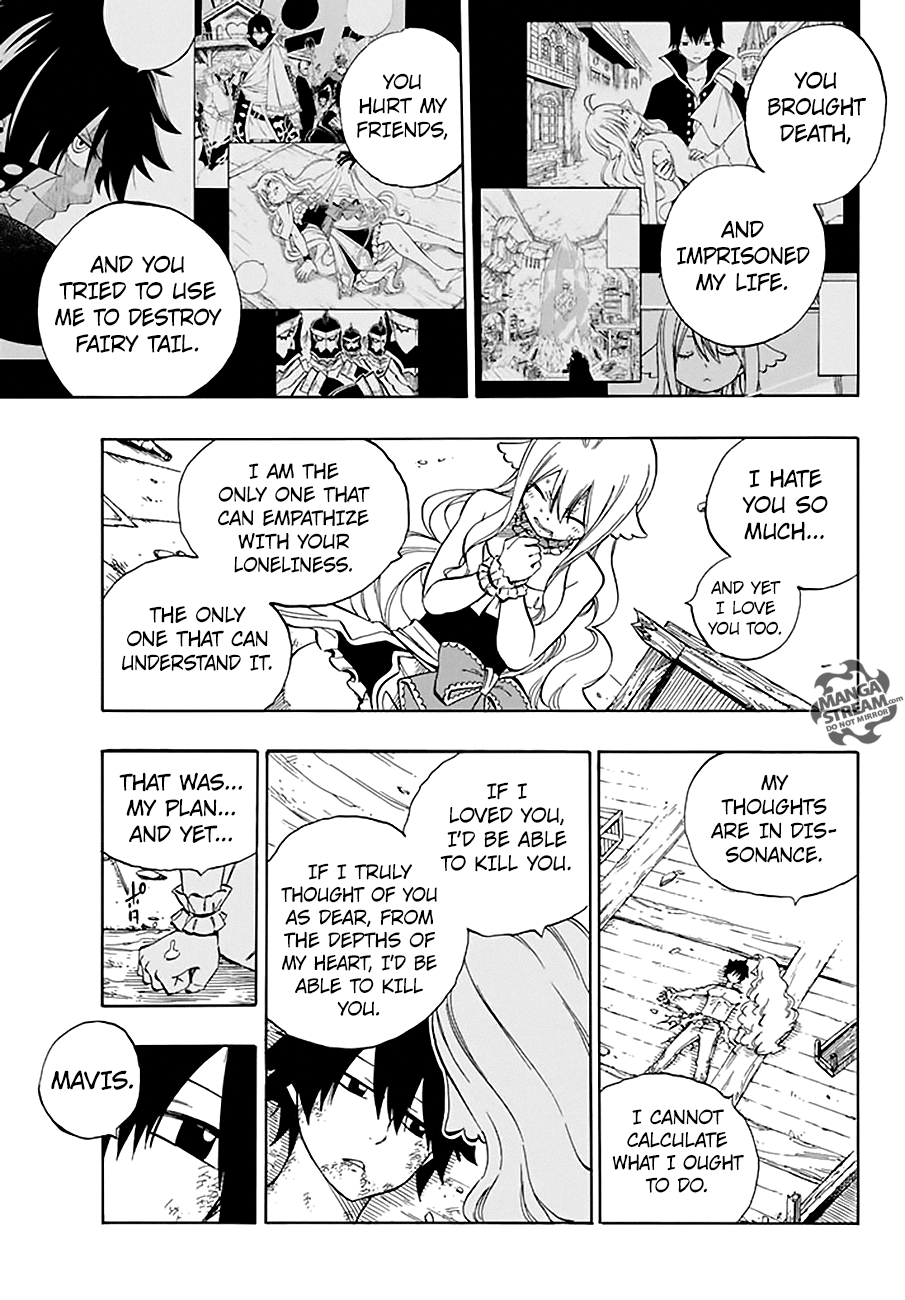 YOU
BROUGHT
DEATH,
AND
IMPRISONED
MY LIFE.
YOU
HURT MY
FRIENDS,
AND YOU
TRIED TO USE
ME TO DESTROY
FAIRY TAIL.
I HATE
YOU SO
MUCH...
AND YET
I LOVE
YOU TOO.
I AM THE
ONLY ONE THAT
CAN EMPATHIZE
WITH YOUR
LONELINESS.
THE ONLY
ONE THAT CAN
UNDERSTAND IT.
MANGA
STREAM.com
DO NOT MIRROR
MY
THOUGHTS
ARE IN DIS-
SONANCE.
I CANNOT
CALCULATE
WHAT I OUGHT
TO DO.
IF I
LOVED YOU,
I'D BE ABLE
TO KILL YOU.
IF I TRULY
THOUGHT OF YOU
AS DEAR, FROM
THE DEPTHS OF
MY HEART, I'D BE
ABLE TO KILL
YOU.
THAT WAS...
MY PLAN...
AND YET...
MAVIS.